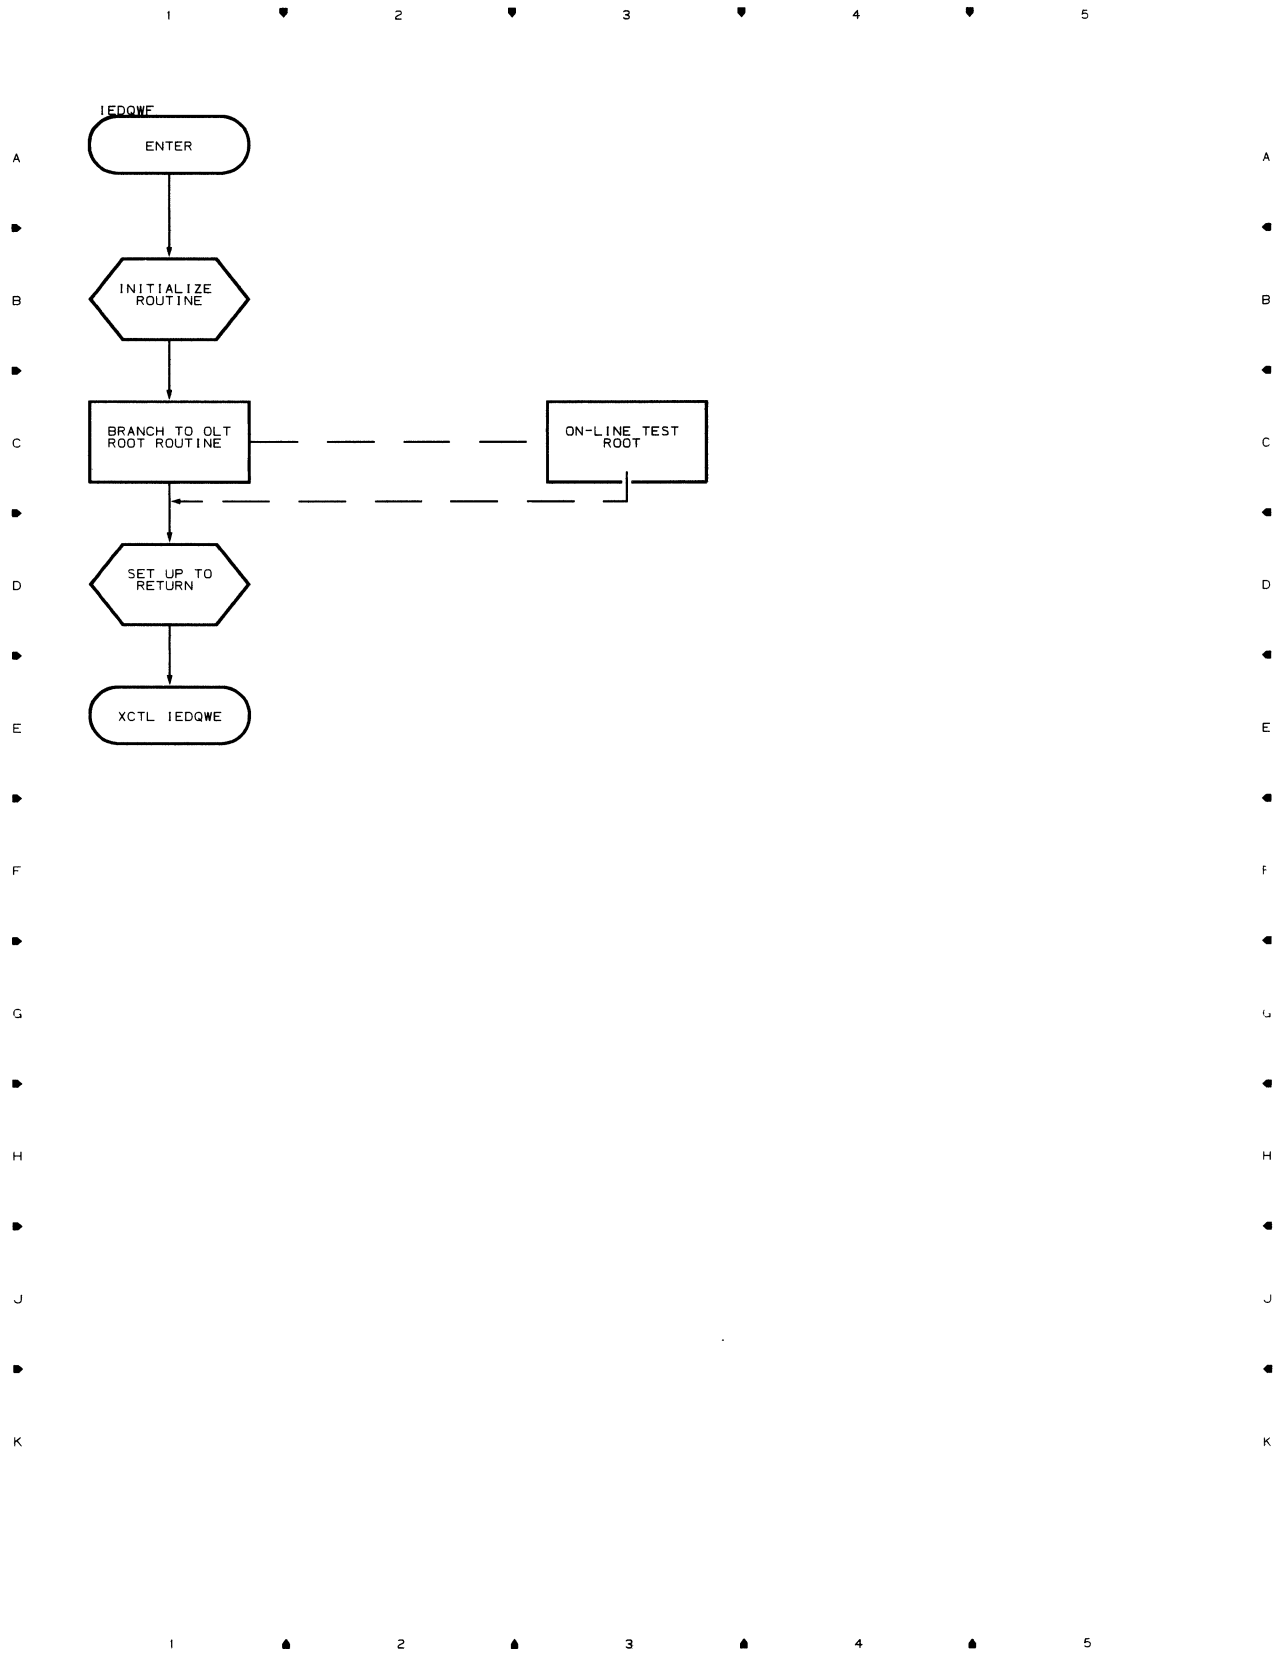 1 2 3 4 5
IEDQWF
ENTER
A A
INITIALIZE
ROUTINE
B B
BRANCH TO OLT
ROOT ROUTINE
ON-LINE TEST
ROOT
C C
SET UP TO
RETURN
D D
XCTL IEDQWE
E E
F F
G G
H H
J J
K K
1 2 3 4 5